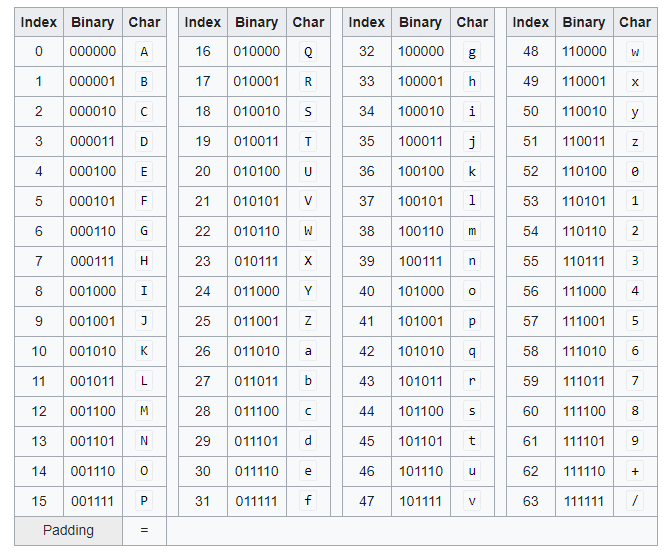 Index Binary Char Index Binary Char Index Binary Char Index Binary Char
0 000000 A 16 010000 Q 32 100000 g 48 110000 w
1 000001 B 17 010001 R 33 100001 h 49 110001 x
2 000010 C 18 010010 S 34 100010 i 50 110010 y
3 000011 D 19 010011 T 35 100011 j 51 110011 z
4 000100 E 20 010100 U 36 100100 k 52 110100 0
5 000101 F 21 010101 V 37 100101 l 53 110101 1
6 000110 G 22 010110 W 38 100110 m 54 110110 2
7 000111 H 23 010111 X 39 100111 n 55 110111 3
8 001000 I 24 011000 Y 40 101000 o 56 111000 4
9 001001 J 25 011001 Z 41 101001 p 57 111001 5
10 001010 K 26 011010 a 42 101010 q 58 111010 6
11 001011 L 27 011011 b 43 101011 r 59 111011 7
12 001100 M 28 011100 c 44 101100 s 60 111100 8
13 001101 N 29 011101 d 45 101101 t 61 111101 9
14 001110 O 30 011110 e 46 101110 u 62 111110 +
15 001111 P 31 011111 f 47 101111 v 63 111111 /
Padding =